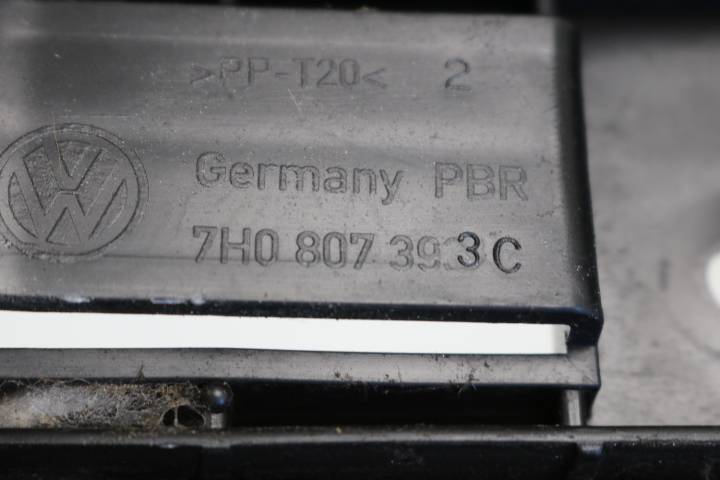 >PP-T20< 2
Germany PBR
7H0 807 393 C